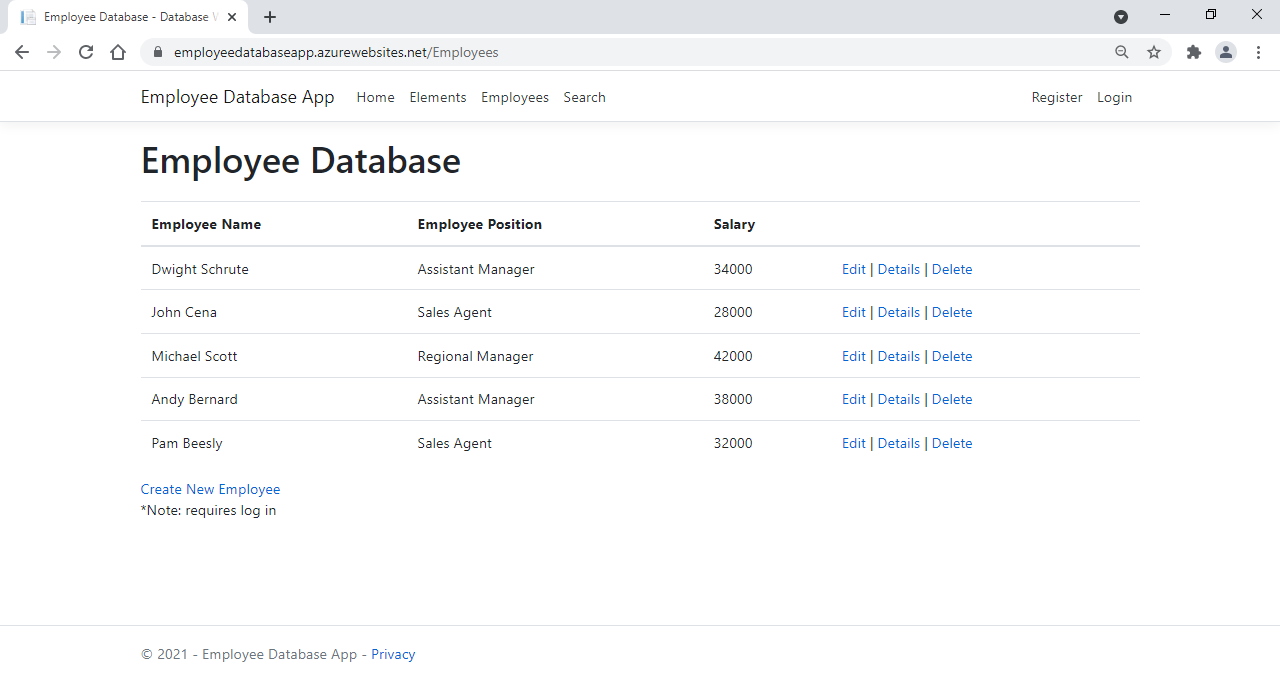 Employee Database - Database
employeedatabaseapp.azurewebsites.net/Employees
Employee Database App Home Elements Employees Search Register Login
Employee Database
Employee Name Employee Position Salary
Dwight Schrute Assistant Manager 34000 Edit | Details | Delete
John Cena Sales Agent 28000 Edit | Details | Delete
Michael Scott Regional Manager 42000 Edit | Details | Delete
Andy Bernard Assistant Manager 38000 Edit | Details | Delete
Pam Beesly Sales Agent 32000 Edit | Details | Delete
Create New Employee
*Note: requires log in
© 2021 - Employee Database App - Privacy